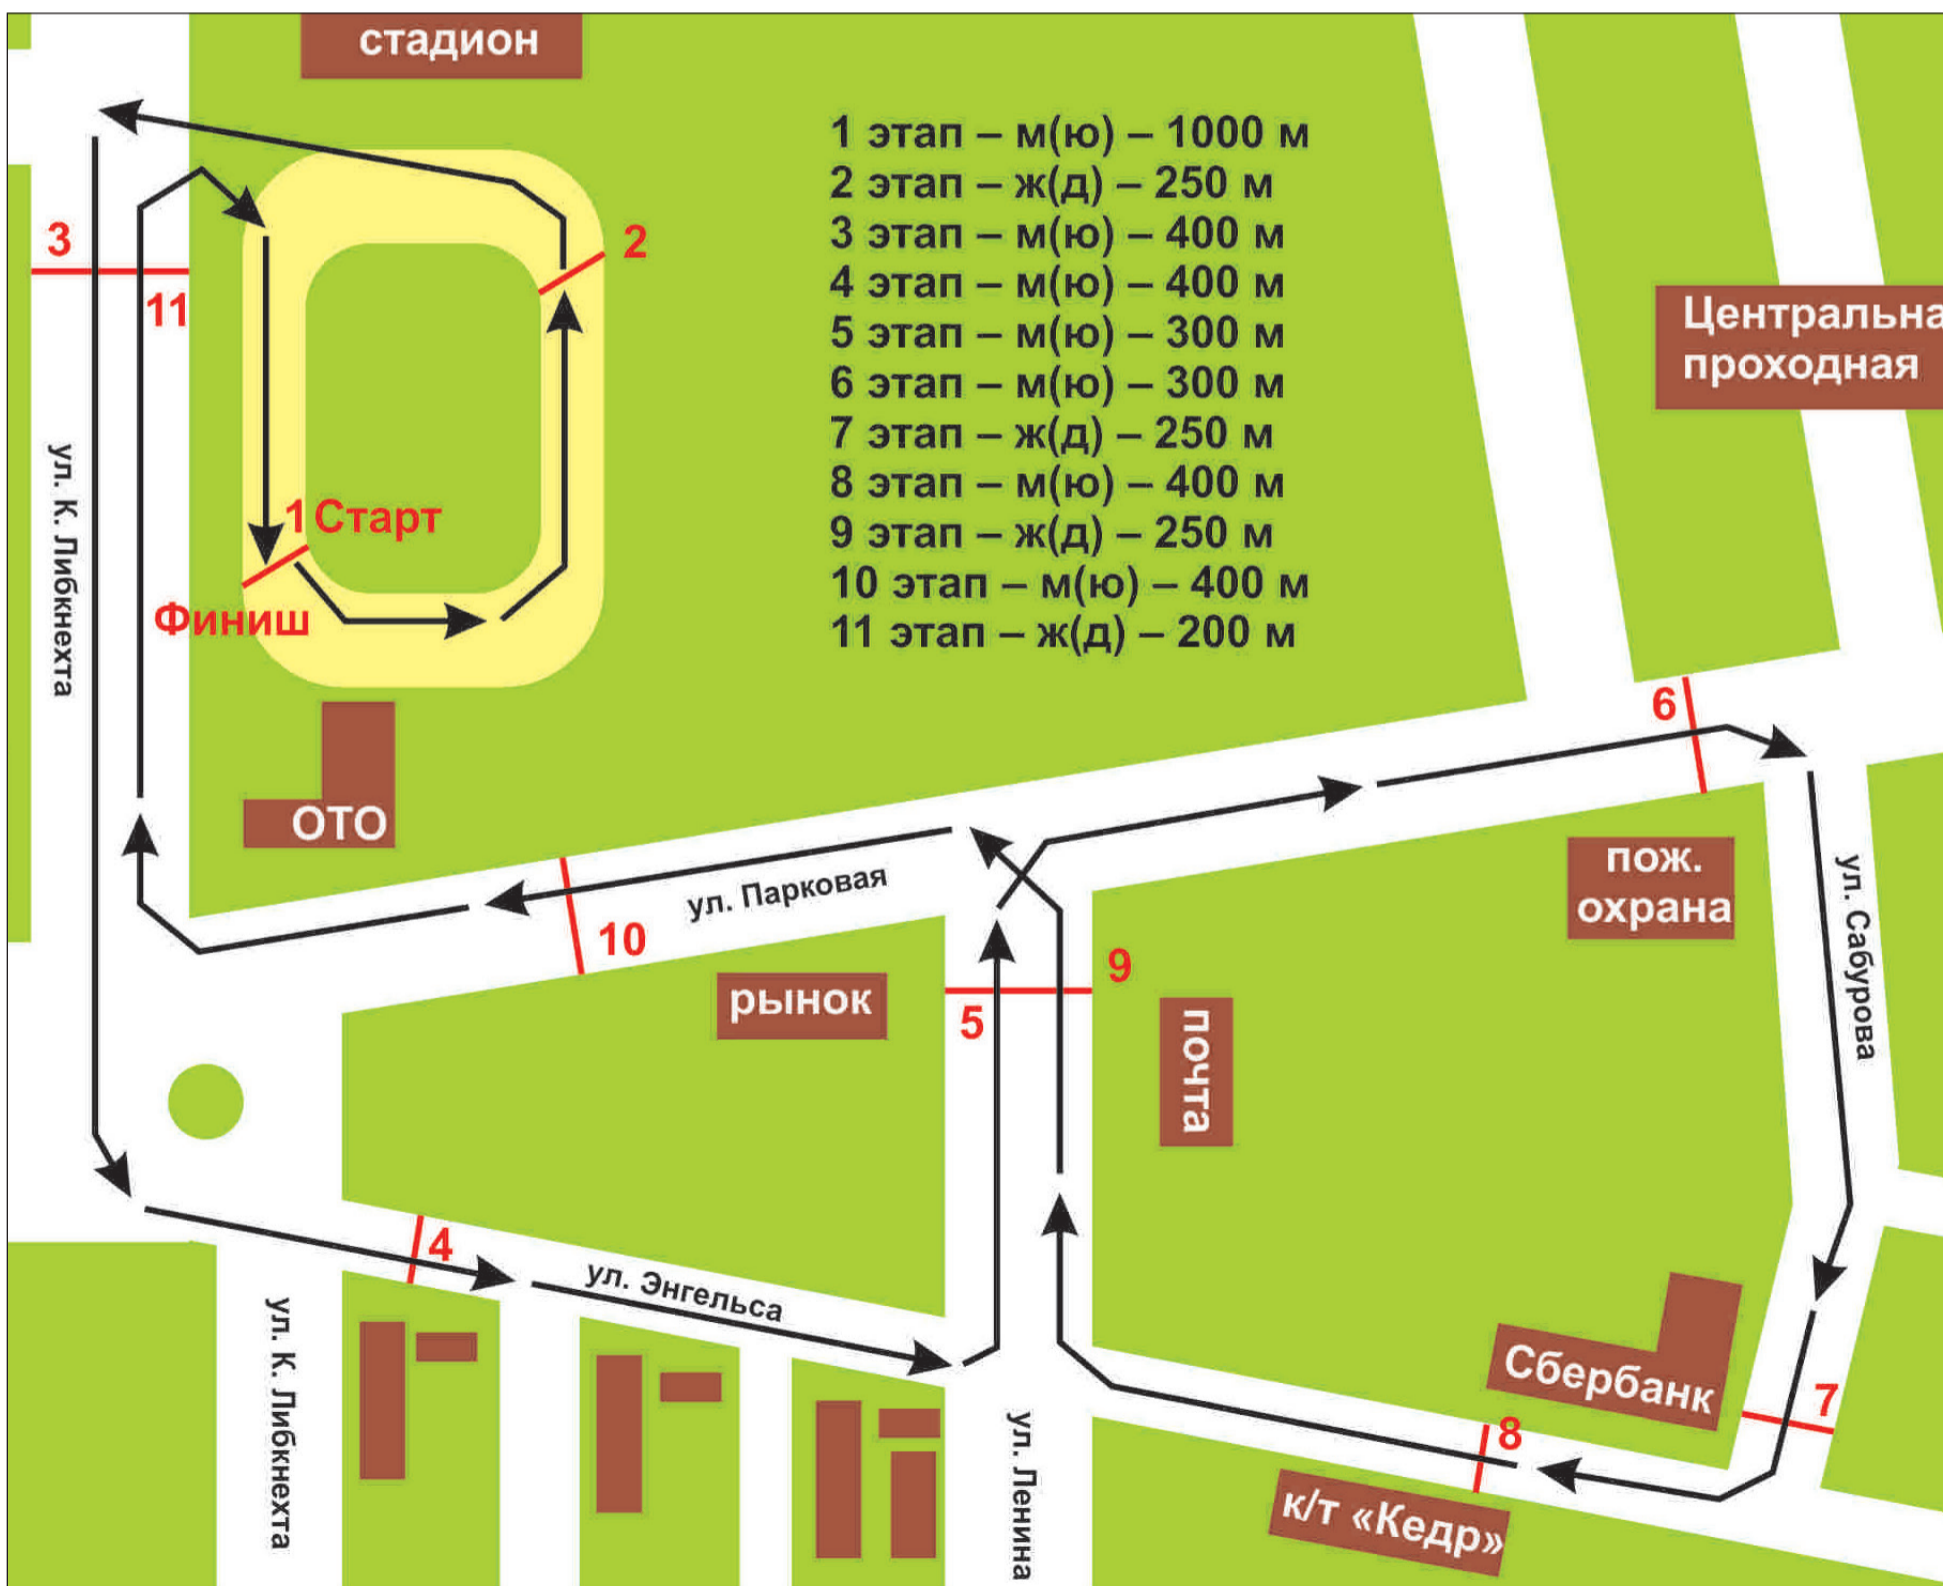 стадион
1 этап – м(ю) – 1000 м
2 этап – ж(д) – 250 м
3 этап – м(ю) – 400 м
4 этап – м(ю) – 400 м
5 этап – м(ю) – 300 м
6 этап – м(ю) – 300 м
7 этап – ж(д) – 250 м
8 этап – м(ю) – 400 м
9 этап – ж(д) – 250 м
10 этап – м(ю) – 400 м
11 этап – ж(д) – 200 м
3
11
2
Центральна
проходная
ул. К. Либкнехта
1 Старт
Финиш
6
ОТО
ул. Парковая
пож.
охрана
ул. Сабурова
10
9
рынок
5
почта
4
ул. Энгельса
ул. К. Либкнехта
Сбербанк
7
8
ул. Ленина
к/т «Кедр»